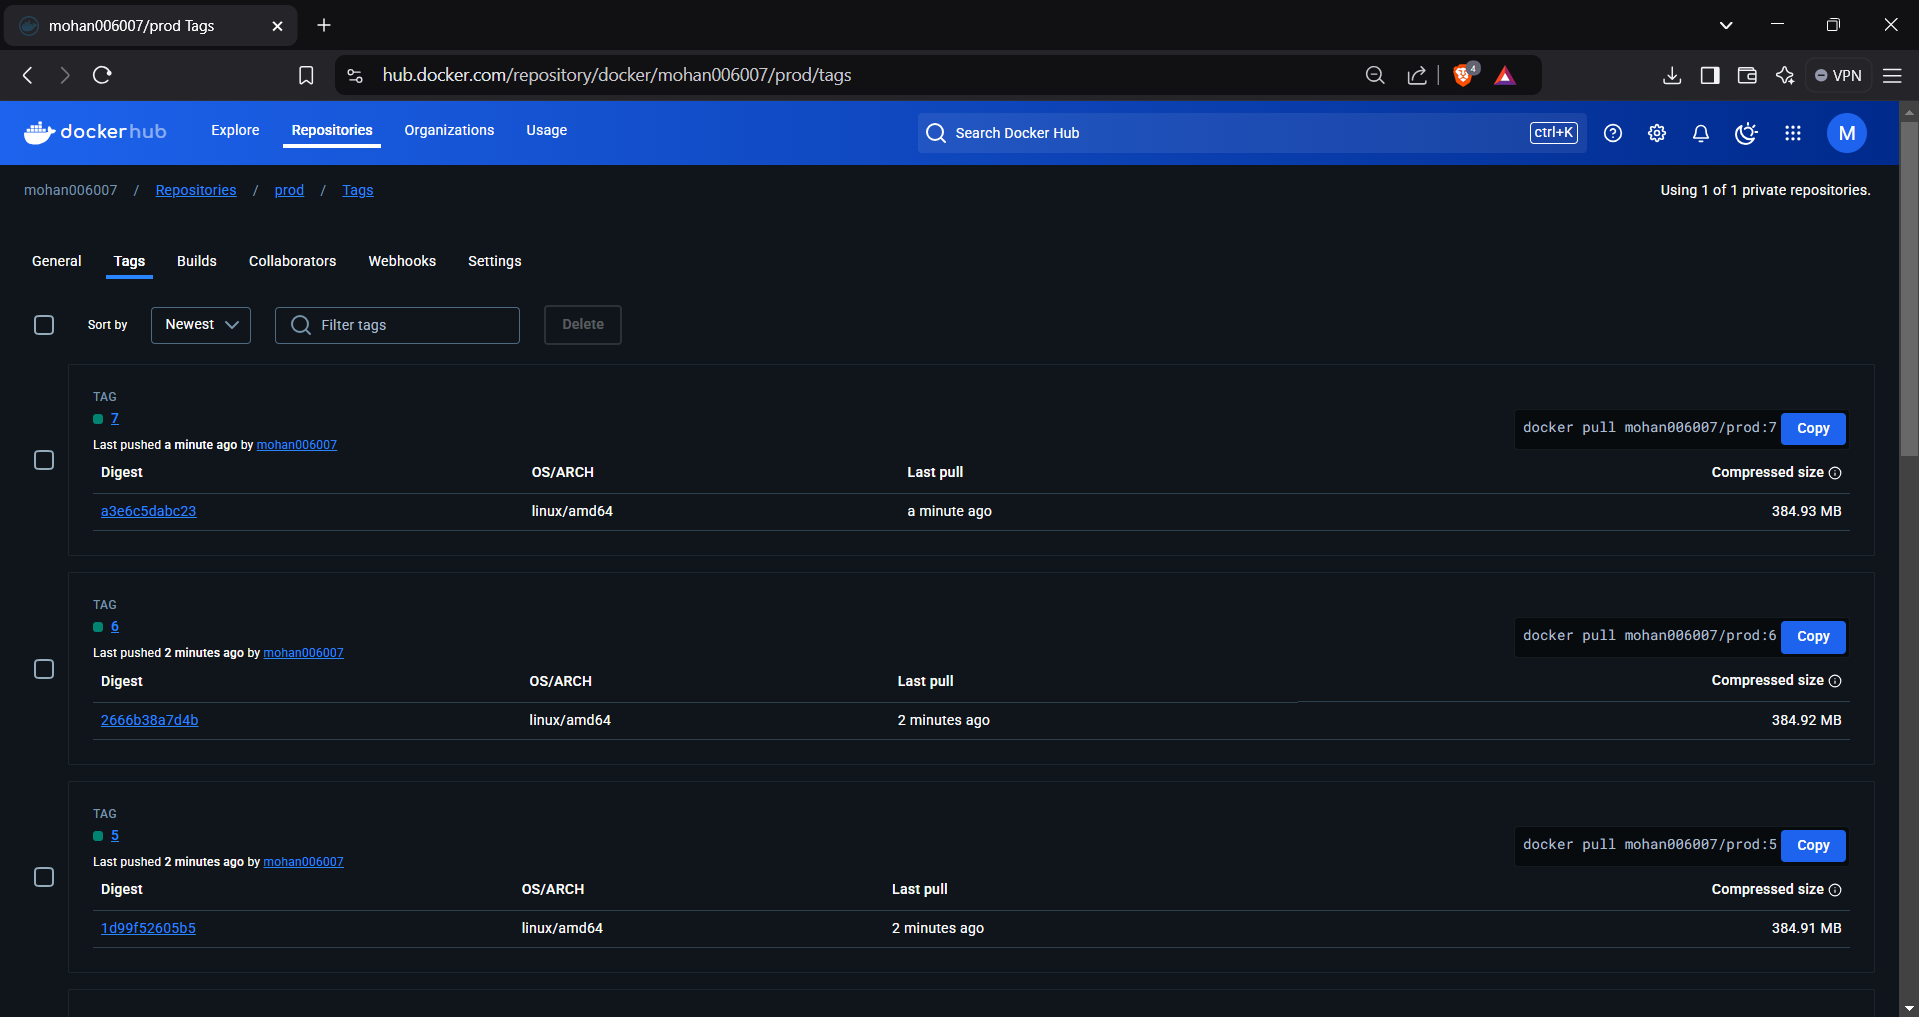 mohan006007/prod Tags
hub.docker.com/repository/docker/mohan006007/prod/tags
4
VPN
dockerhub
Explore
Repositories
Organizations
Usage
Search Docker Hub
ctrl+K
M
mohan006007 / Repositories / prod / Tags
Using 1 of 1 private repositories.
General
Tags
Builds
Collaborators
Webhooks
Settings
Sort by
Newest
Filter tags
Delete
TAG
7
docker pull mohan006007/prod:7
Copy
Last pushed a minute ago by mohan006007
Digest OS/ARCH Last pull Compressed size
a3e6c5dabc23 linux/amd64 a minute ago 384.93 MB
TAG
6
docker pull mohan006007/prod:6
Copy
Last pushed 2 minutes ago by mohan006007
Digest OS/ARCH Last pull Compressed size
2666b38a7d4b linux/amd64 2 minutes ago 384.92 MB
TAG
5
docker pull mohan006007/prod:5
Copy
Last pushed 2 minutes ago by mohan006007
Digest OS/ARCH Last pull Compressed size
1d99f52605b5 linux/amd64 2 minutes ago 384.91 MB